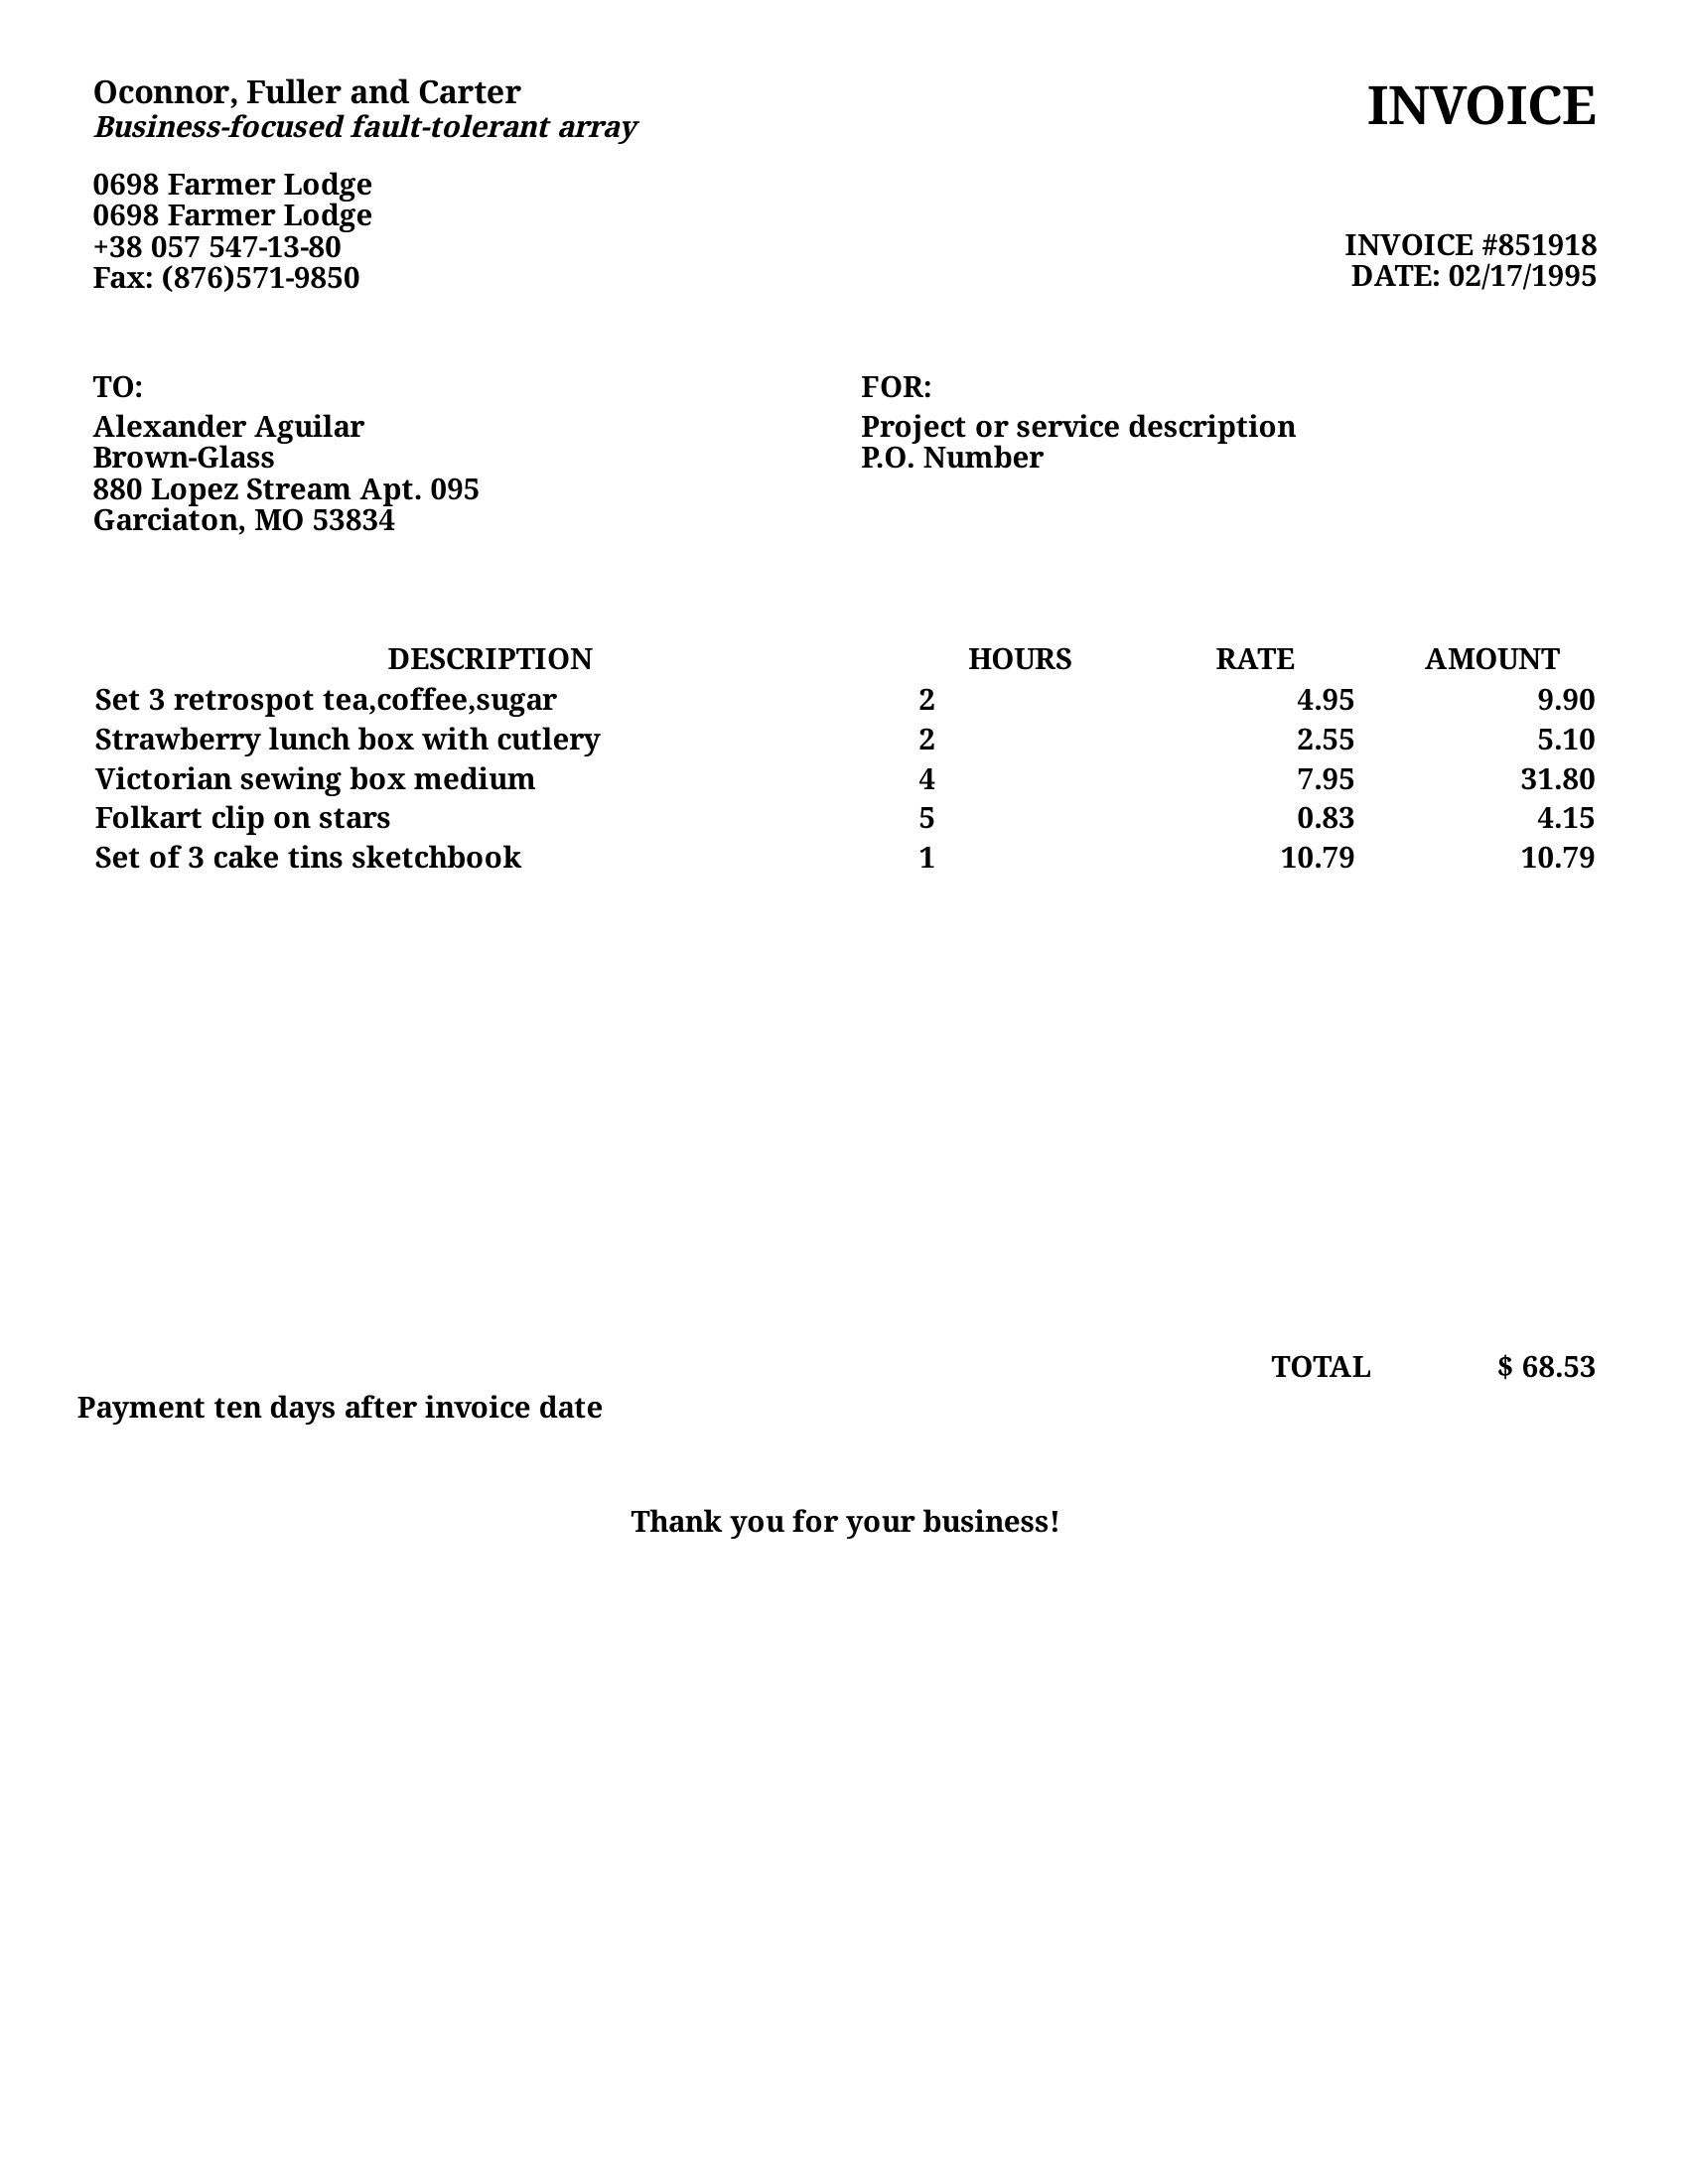 Oconnor, Fuller and Carter
INVOICE
Business-focused fault-tolerant array
0698 Farmer Lodge
0698 Farmer Lodge
+38 057 547-13-80
Fax: (876)571-9850
INVOICE #851918
DATE: 02/17/1995
TO:
Alexander Aguilar
Brown-Glass
880 Lopez Stream Apt. 095
Garciaton, MO 53834
FOR:
Project or service description
P.O. Number
DESCRIPTION HOURS RATE AMOUNT
Set 3 retrospot tea,coffee,sugar 2 4.95 9.90
Strawberry lunch box with cutlery 2 2.55 5.10
Victorian sewing box medium 4 7.95 31.80
Folkart clip on stars 5 0.83 4.15
Set of 3 cake tins sketchbook 1 10.79 10.79
TOTAL $ 68.53
Payment ten days after invoice date
Thank you for your business!